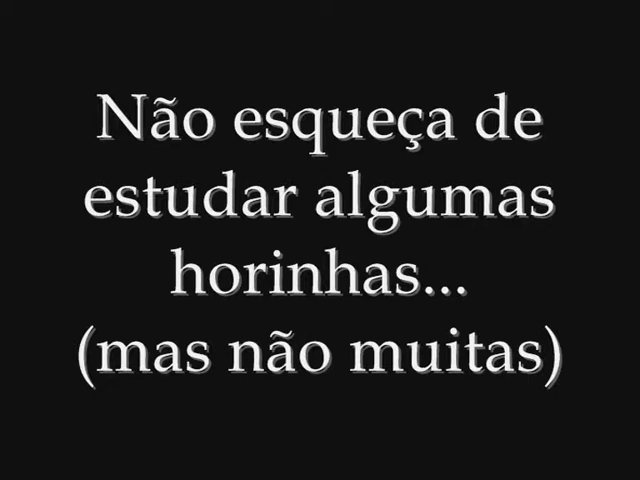 Não esqueça de
estudar algumas
horinhas...
(mas não muitas)